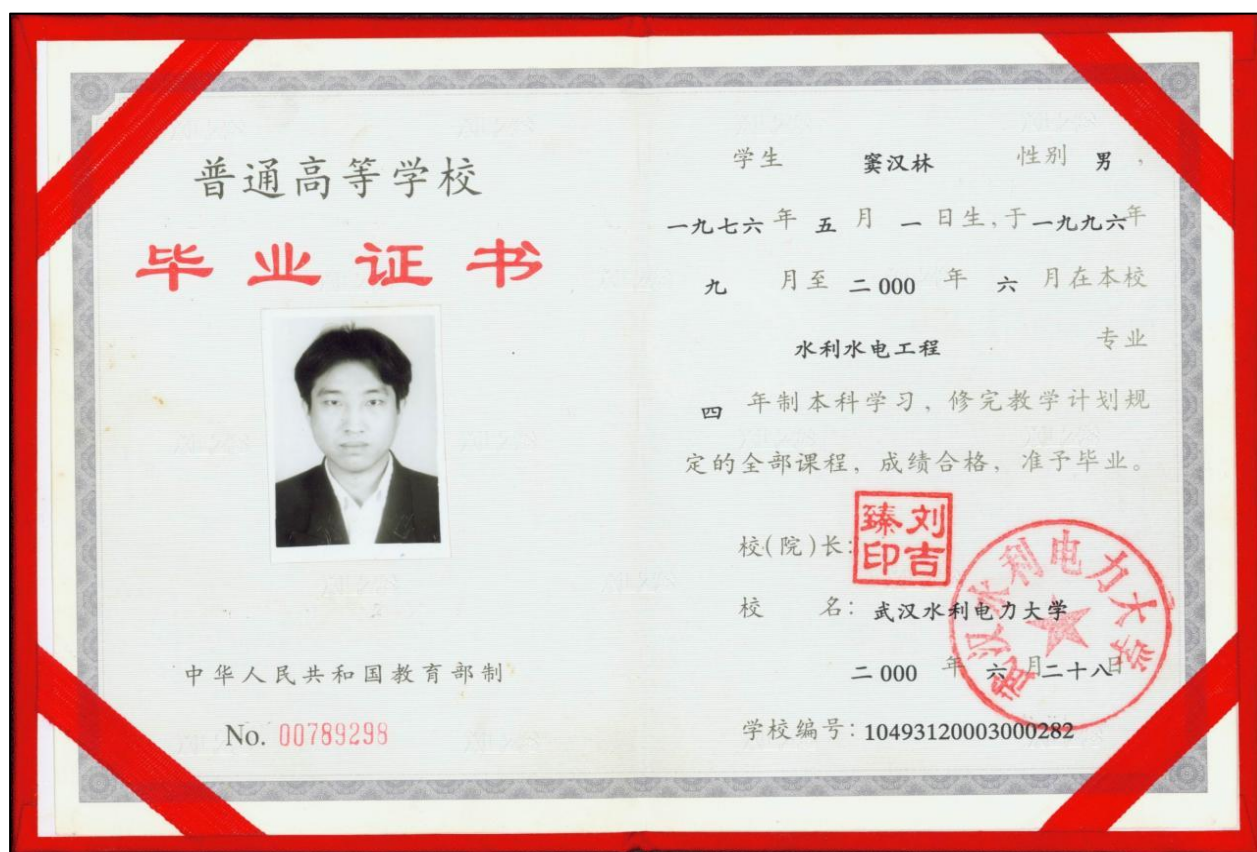 普通高等学校
毕业证书
中华人民共和国教育部制
No. 00789298
学生 窦汉林 性别 男，
一九七六年 五 月 一 日生,于一九九六年
九 月至 二000 年 六 月在本校
水利水电工程 专业
四 年制本科学习，修完教学计划规
定的全部课程，成绩合格，准予毕业。
校(院)长:
刘吉臻印
校 名: 武汉水利电力大学
武汉水利电力大学
二000 年 六 月二十八日
学校编号: 10493120003000282